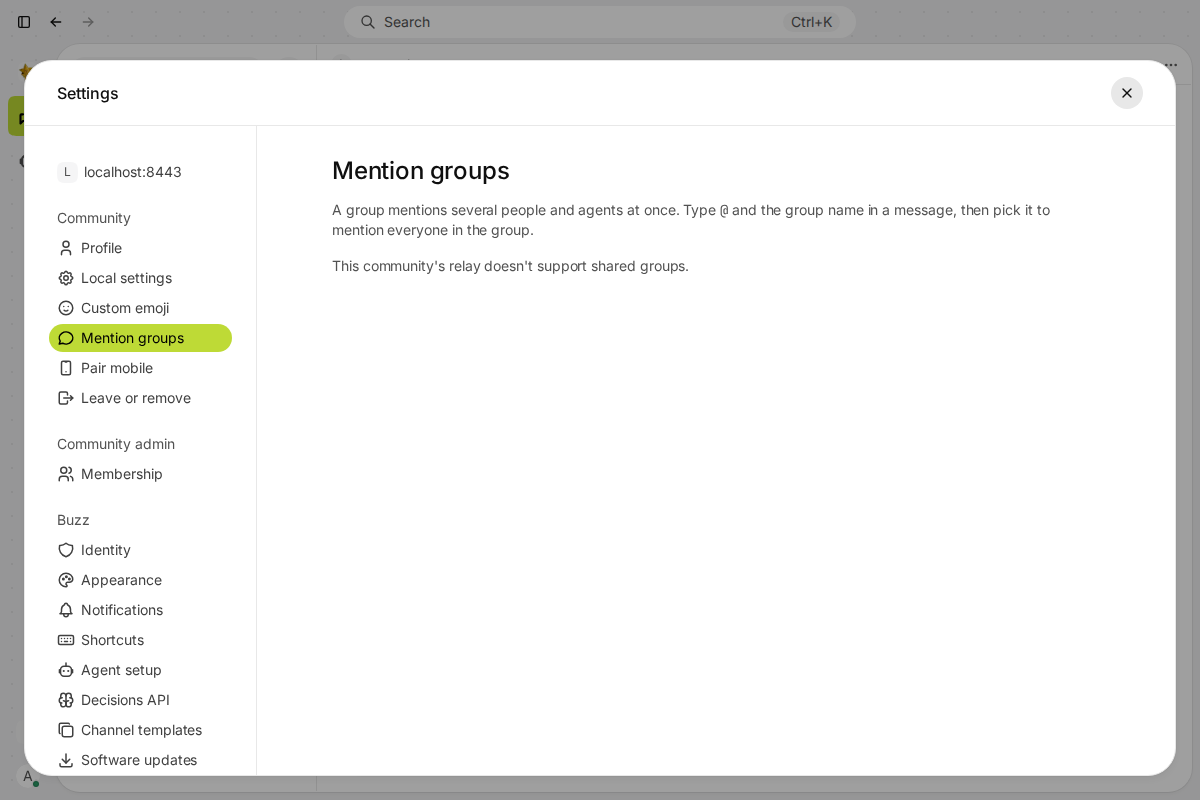 Search
Ctrl+K
Settings
L
localhost:8443
Community
Profile
Local settings
Custom emoji
Mention groups
Pair mobile
Leave or remove
Community admin
Membership
Buzz
Identity
Appearance
Notifications
Shortcuts
Agent setup
Decisions API
Channel templates
Software updates
Mention groups
A group mentions several people and agents at once. Type @ and the group name in a message, then pick it to
mention everyone in the group.
This community's relay doesn't support shared groups.
A